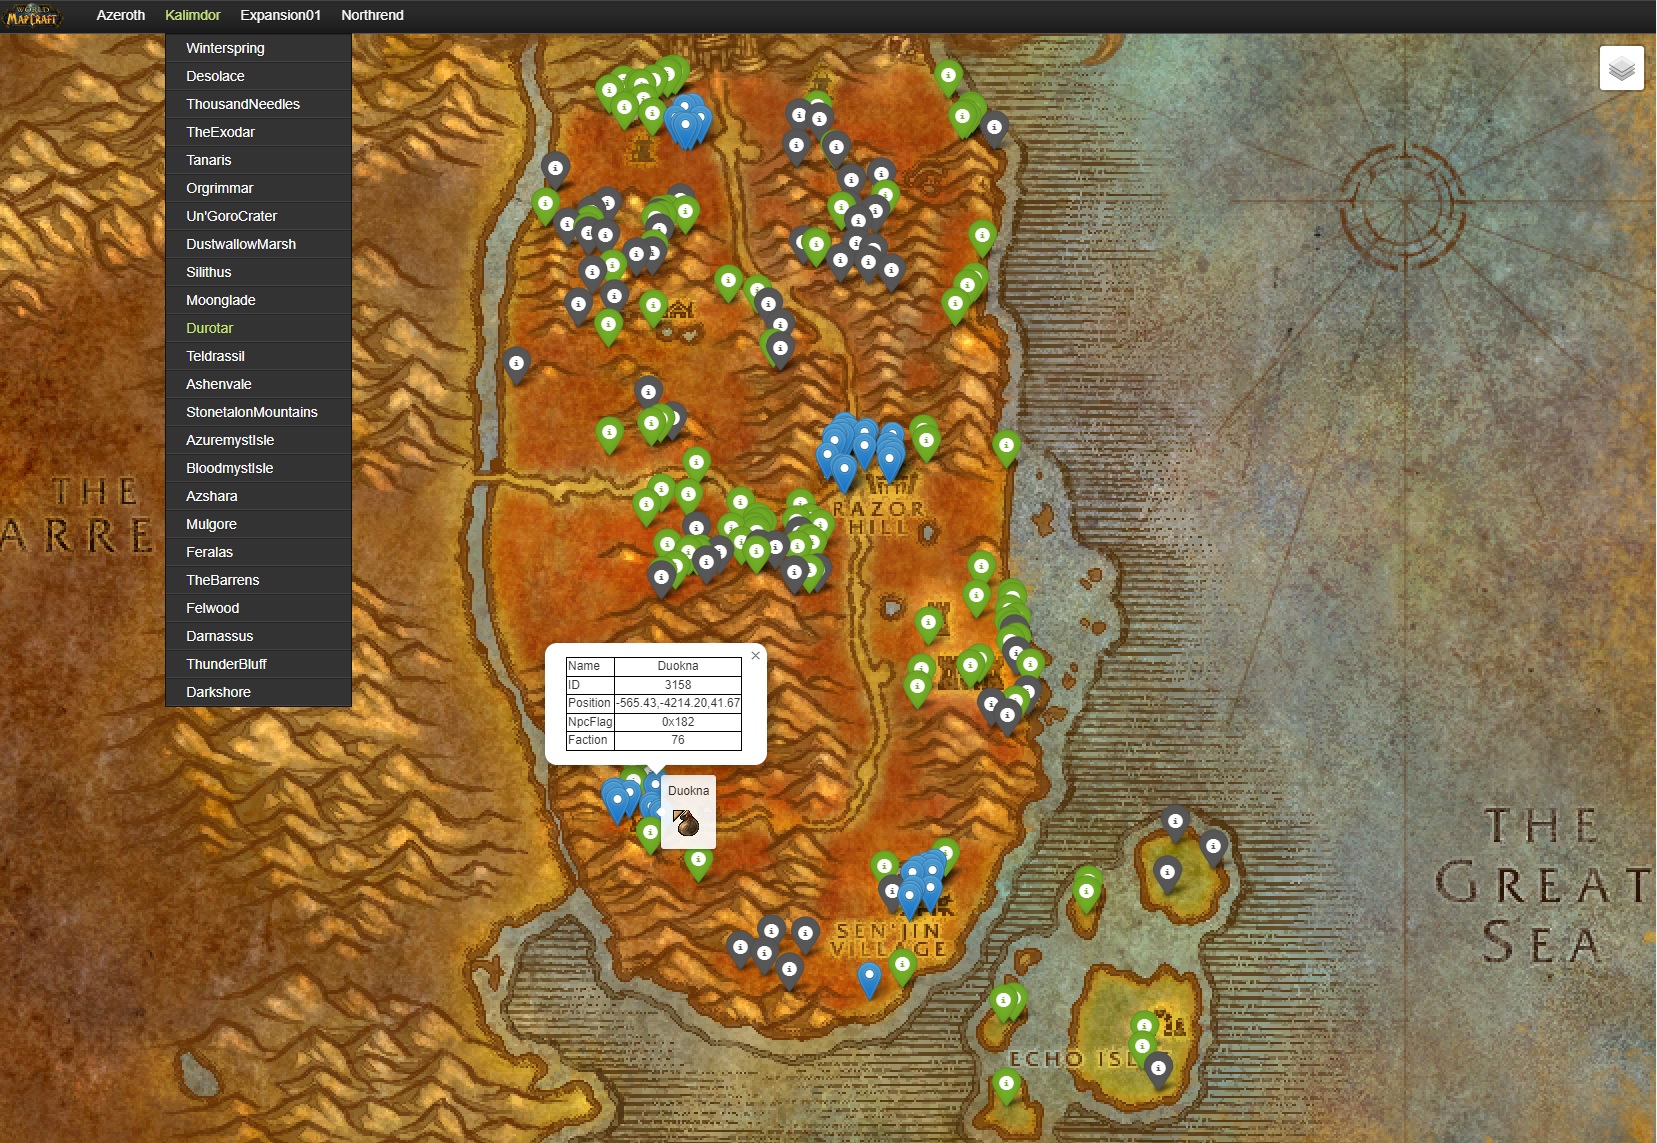 WORLD OF
MAPCRAFT
Azeroth
Kalimdor
Expansion01
Northrend
Winterspring
Desolace
ThousandNeedles
TheExodar
Tanaris
Orgrimmar
Un'GoroCrater
DustwallowMarsh
Silithus
Moonglade
Durotar
Teldrassil
Ashenvale
StonetalonMountains
AzuremystIsle
BloodmystIsle
Azshara
Mulgore
Feralas
TheBarrens
Felwood
Darnassus
ThunderBluff
Darkshore
THE
ARRE
RAZOR
HILL
Name Duokna
ID 3158
Position -565.43,-4214.20,41.67
NpcFlag 0x182
Faction 76
Duokna
SEN'JIN
VILLAGE
ECHO ISL
THE
GREAT
SEA